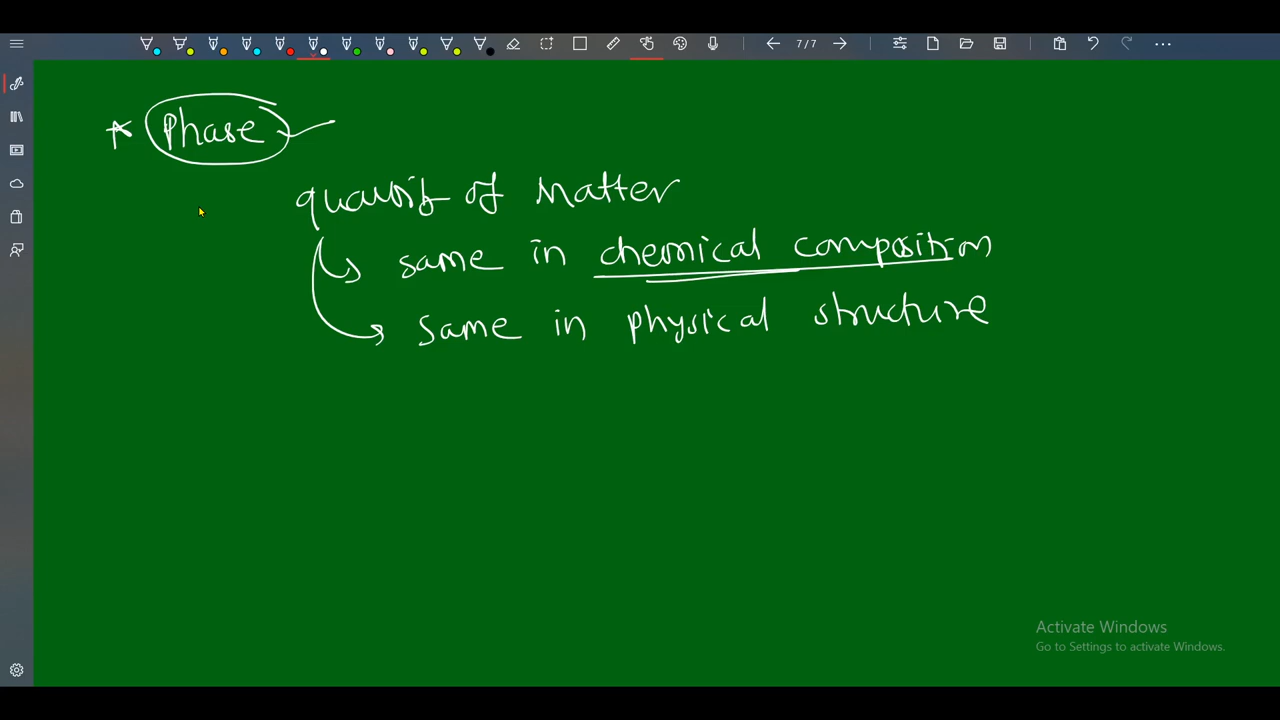 7/7
* Phase
quantity of Matter
same in chemical composition
same in physical structure
Activate Windows
Go to Settings to activate Windows.